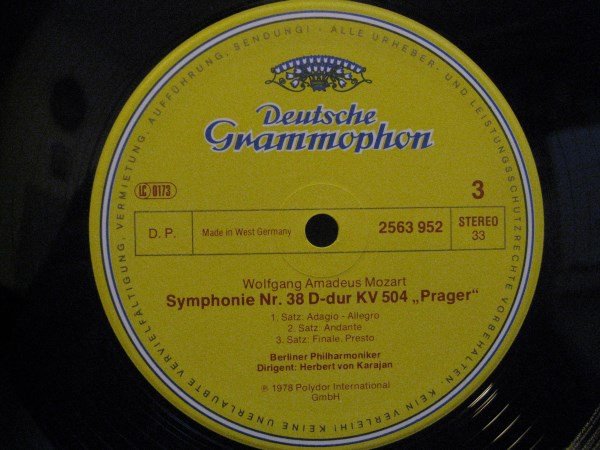 Deutsche
Grammophon
LC 0173
3
D. P.
Made in West Germany
2563 952
STEREO
33
Wolfgang Amadeus Mozart
Symphonie Nr. 38 D-dur KV 504 „Prager“
1. Satz: Adagio - Allegro
2. Satz: Andante
3. Satz: Finale. Presto
Berliner Philharmoniker
Dirigent: Herbert von Karajan
℗ 1978 Polydor International
GmbH
ALLE URHEBER- UND LEISTUNGSSCHUTZRECHTE VORBEHALTEN. KEIN VERLEIH! KEINE UNERLAUBTE VERVIELFÄLTIGUNG, VERMIETUNG, AUFFÜHRUNG, SENDUNG! -